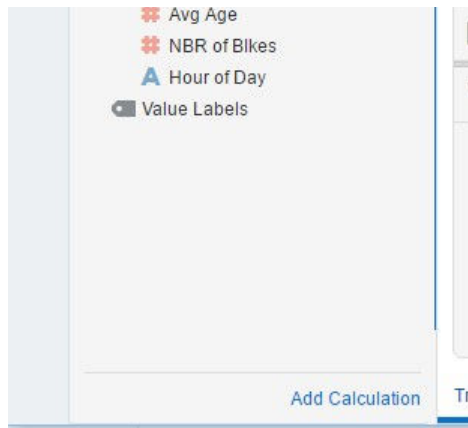 Avg Age
NBR of BIkes
A Hour of Day
Value Labels
Add Calculation